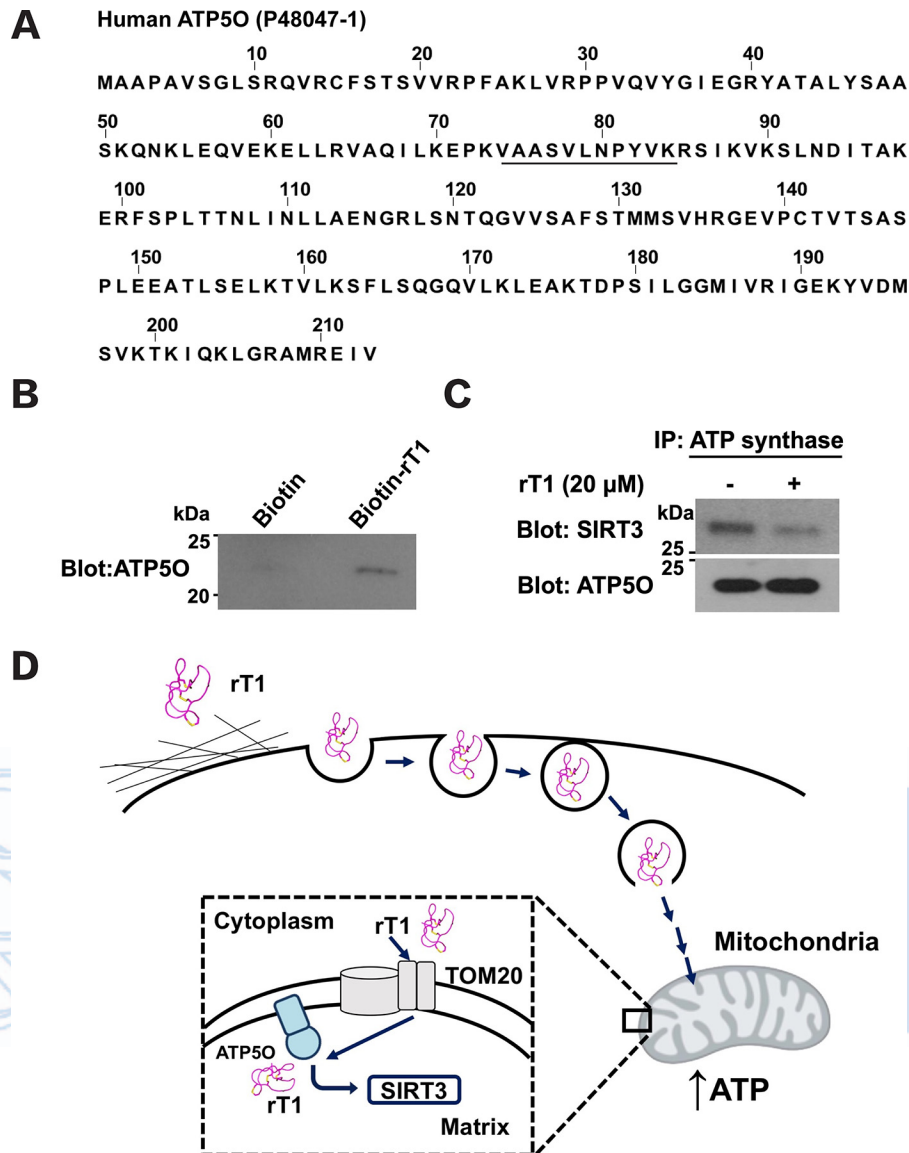 A
Human ATP5O (P48047-1)
10 20 30 40
MAAPAVSGLSRQVRCFSTSVVRPFAKLVRPPVQVYGIEGRYATALYSAA
50 60 70 80 90
SKQNKLEQVEKELLRVAQILKEPKVAASVLNPYVKRSIKVKSLNDITAK
100 110 120 130 140
ERFSPLTTNLINLLAENGRLSNTQGVVSAFSTMMSVHRGEVPCTVTSAS
150 160 170 180 190
PLEEATLSELKTVLKSFLSQGQVLKLEAKTDPSILGGMIVRIGEKYVDM
200 210
SVKTKIQKLGRAMREIV
B
Biotin
Biotin-rT1
kDa
25
Blot:ATP5O
20
C
IP: ATP synthase
rT1 (20 µM) - +
kDa
Blot: SIRT3
25
25
Blot: ATP5O
D
rT1
Cytoplasm
rT1
TOM20
ATP5O
rT1
SIRT3
Matrix
Mitochondria
↑ATP